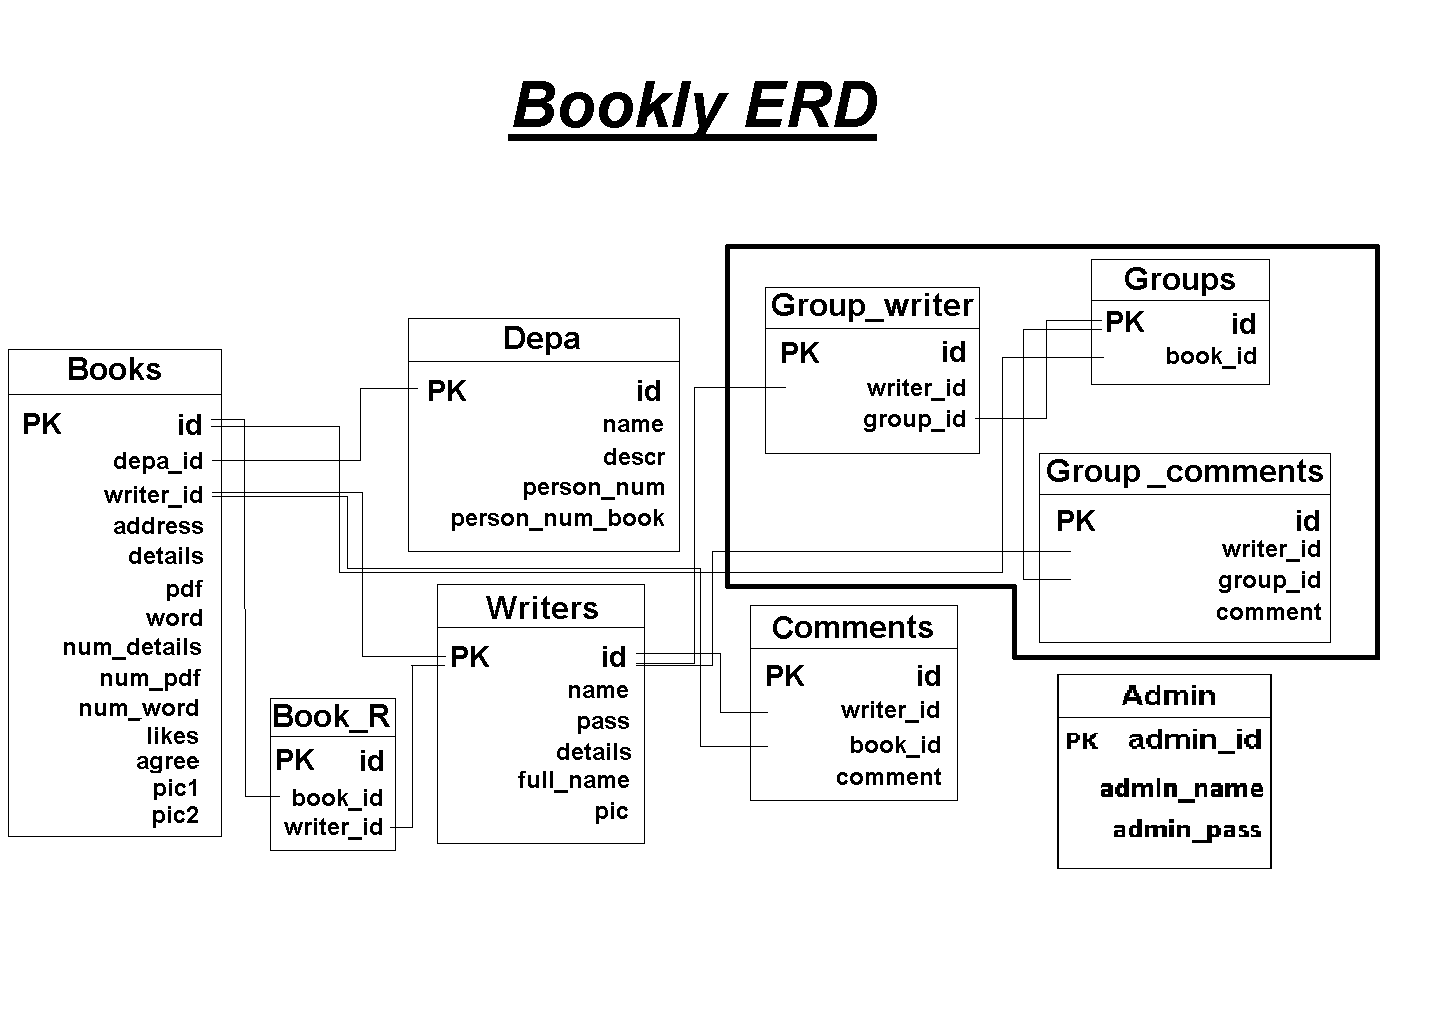 Bookly ERD
Books
PK id
depa_id
writer_id
address
details
pdf
word
num_details
num_pdf
num_word
likes
agree
pic1
pic2
Depa
PK id
name
descr
person_num
person_num_book
Group_writer
PK id
writer_id
group_id
Groups
PK id
book_id
Group_comments
PK id
writer_id
group_id
comment
Book_R
PK id
book_id
writer_id
Writers
PK id
name
pass
details
full_name
pic
Comments
PK id
writer_id
book_id
comment
Admin
PK admin_id
admin_name
admin_pass